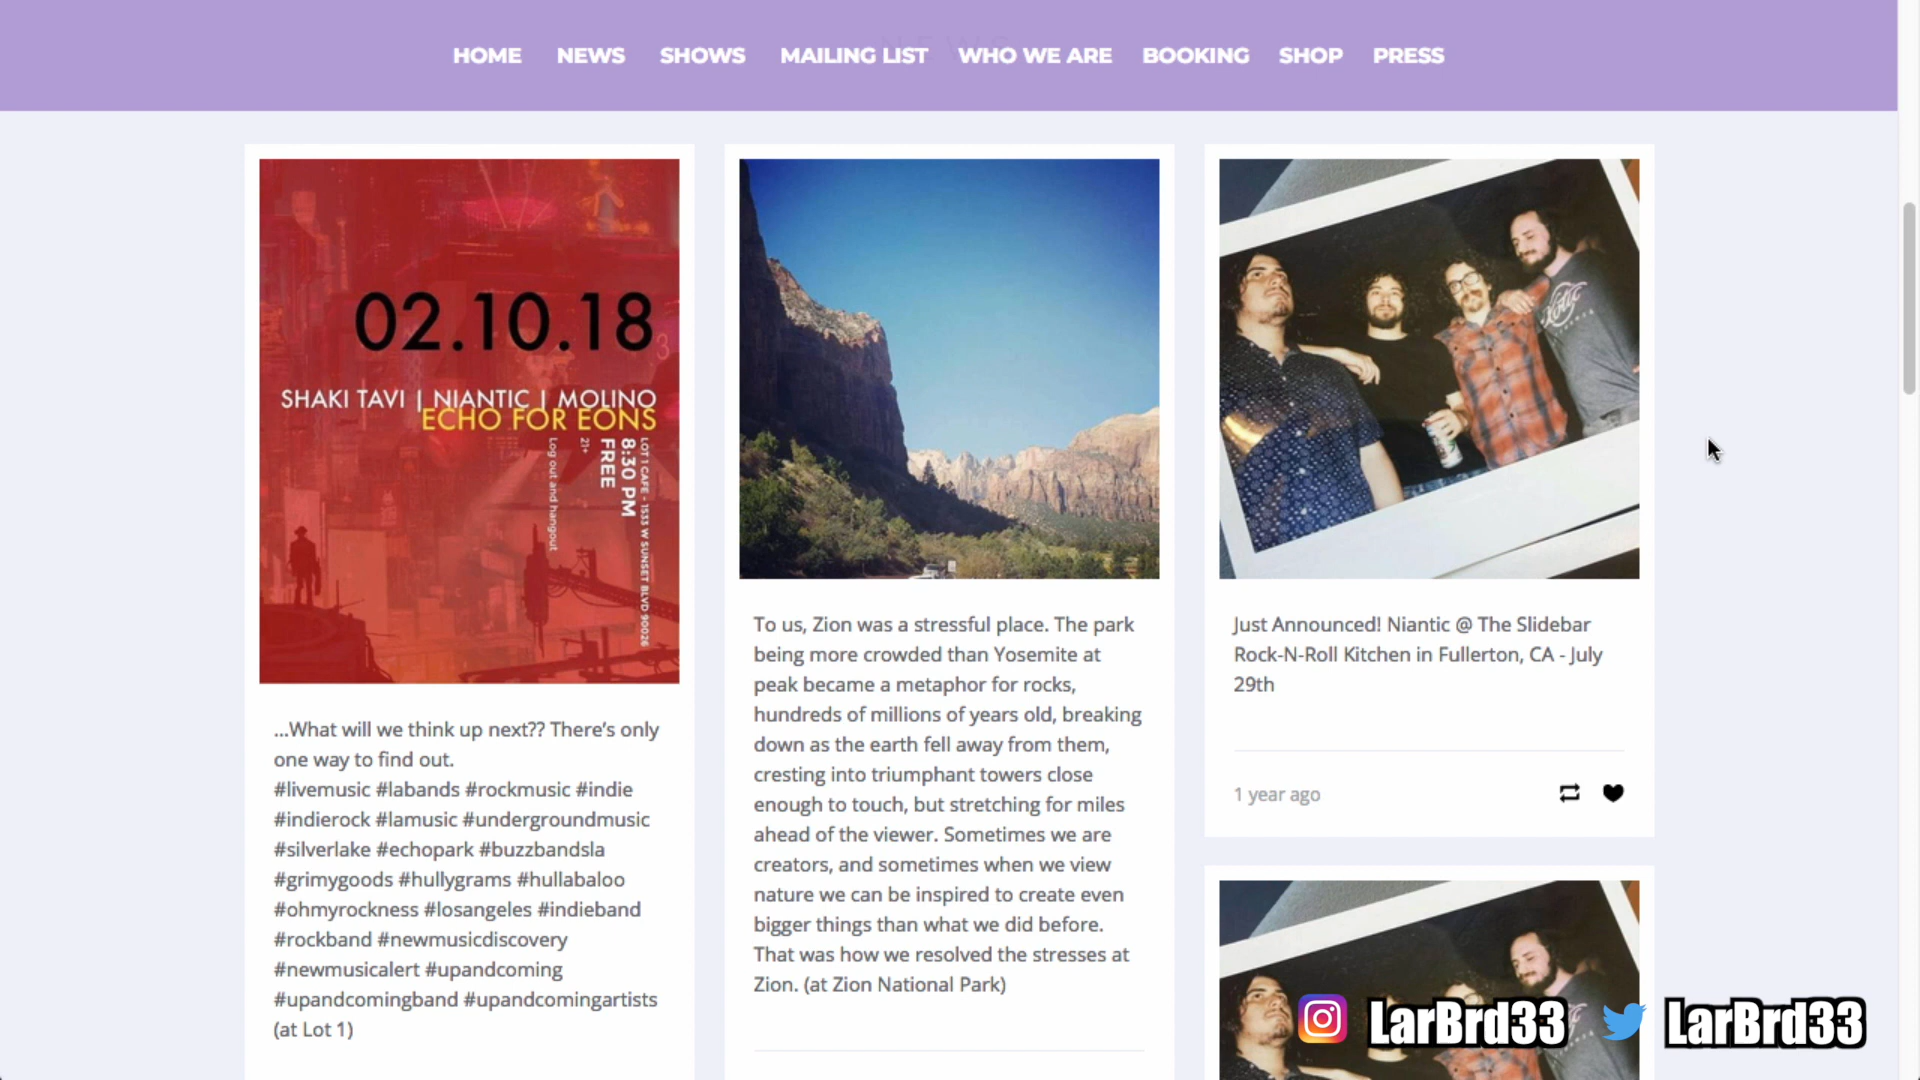 HOME NEWS SHOWS MAILING LIST WHO WE ARE BOOKING SHOP PRESS
02.10.18
SHAKI TAVI | NIANTIC | MOLINO
ECHO FOR EONS
LOT 1 CAFE - 1533 W SUNSET BLVD 90026
8:30 PM
FREE
21+
Log out and hangout
...What will we think up next?? There's only
one way to find out.
#livemusic #labands #rockmusic #indie
#indierock #lamusic #undergroundmusic
#silverlake #echopark #buzzbandsla
#grimygoods #hullygrams #hullabaloo
#ohmyrockness #losangeles #indieband
#rockband #newmusicdiscovery
#newmusicalert #upandcoming
#upandcomingband #upandcomingartists
(at Lot 1)
To us, Zion was a stressful place. The park
being more crowded than Yosemite at
peak became a metaphor for rocks,
hundreds of millions of years old, breaking
down as the earth fell away from them,
cresting into triumphant towers close
enough to touch, but stretching for miles
ahead of the viewer. Sometimes we are
creators, and sometimes when we view
nature we can be inspired to create even
bigger things than what we did before.
That was how we resolved the stresses at
Zion. (at Zion National Park)
Just Announced! Niantic @ The Slidebar
Rock-N-Roll Kitchen in Fullerton, CA - July
29th
1 year ago
LarBrd33 LarBrd33